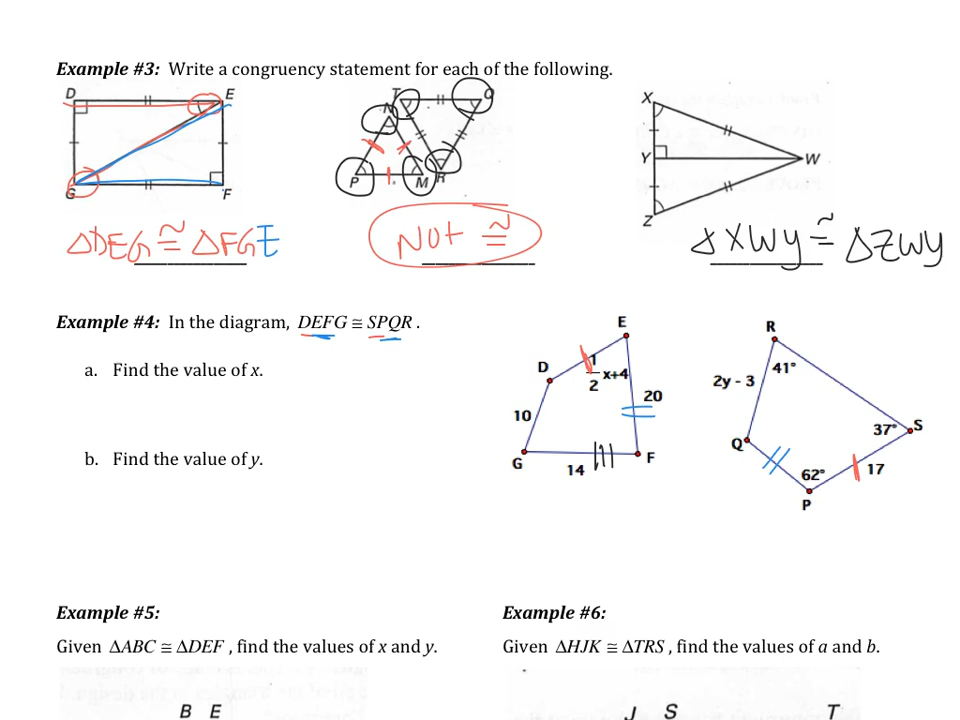 Example #3: Write a congruency statement for each of the following.
D E G F
T Q N P M R
X Y W Z
ΔDEG ≅ ΔFGE
Not ≅
ΔXWY ≅ ΔZWY
Example #4: In the diagram, DEFG ≅ SPQR .
a. Find the value of x.
b. Find the value of y.
E
D
1/2 x+4
20
10
G
14
F
R
41°
2y - 3
37°
S
Q
62°
17
P
Example #5:
Given ΔABC ≅ ΔDEF , find the values of x and y.
B E
Example #6:
Given ΔHJK ≅ ΔTRS , find the values of a and b.
J S T